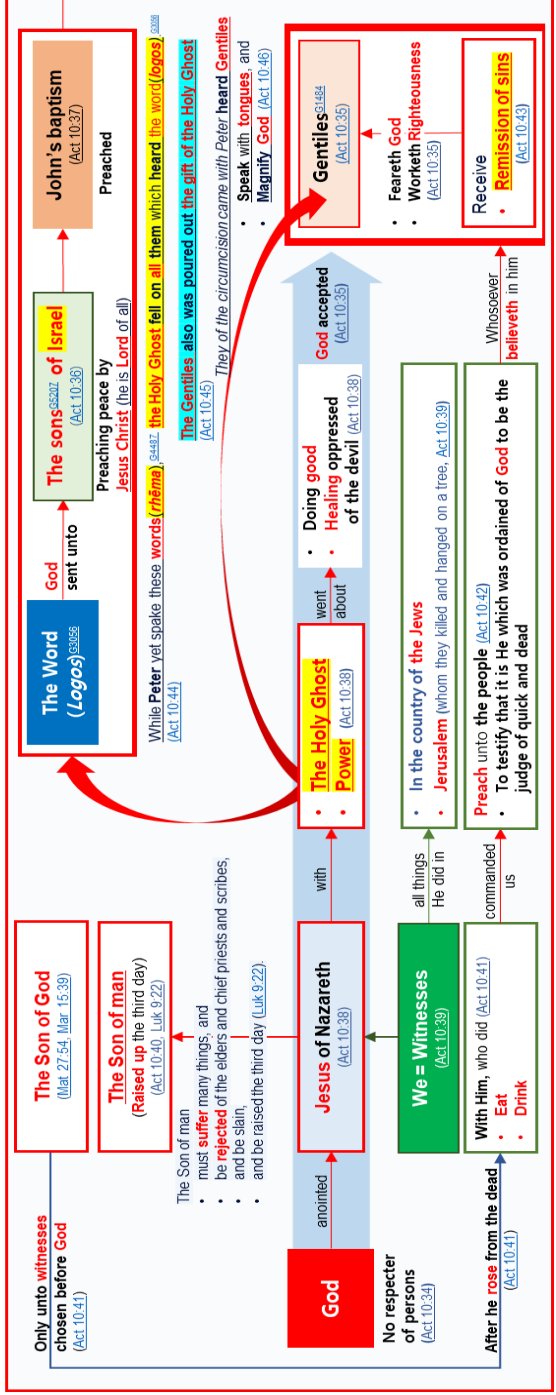 Only unto witnesses
chosen before God
(Act 10:41)
The Son of God
(Mat 27:54, Mar 15:39)
The Son of man
(Raised up the third day)
(Act 10:40, Luk 9:22)
The Son of man
• must suffer many things, and
• be rejected of the elders and chief priests and scribes,
• and be slain,
• and be raised the third day (Luk 9:22).
The Word
(Logos)G3056
God
sent unto
The sonsG5207 of Israel
(Act 10:36)
Preaching peace by
Jesus Christ (he is Lord of all)
John's baptism
(Act 10:37)
Preached
While Peter yet spake these words(rhēma),G4487 the Holy Ghost fell on all them which heard the word(logos).G3056
(Act 10:44)
The Gentiles also was poured out the gift of the Holy Ghost
(Act 10:45)
They of the circumcision came with Peter heard Gentiles
• Speak with tongues, and
• Magnify God (Act 10:46)
God
No respecter
of persons
(Act 10:34)
anointed
Jesus of Nazareth
(Act 10:38)
with
• The Holy Ghost
• Power (Act 10:38)
went
about
• Doing good
• Healing oppressed
of the devil (Act 10:38)
God accepted
(Act 10:35)
GentilesG1484
(Act 10:35)
• Feareth God
• Worketh Righteousness
(Act 10:35)
Receive
• Remission of sins
(Act 10:43)
We = Witnesses
(Act 10:39)
all things
He did in
• In the country of the Jews
• Jerusalem (whom they killed and hanged on a tree, Act 10:39)
After he rose from the dead
(Act 10:41)
With Him, who did (Act 10:41)
• Eat
• Drink
commanded
us
Preach unto the people (Act 10:42)
• To testify that it is He which was ordained of God to be the
judge of quick and dead
Whosoever
believeth in him